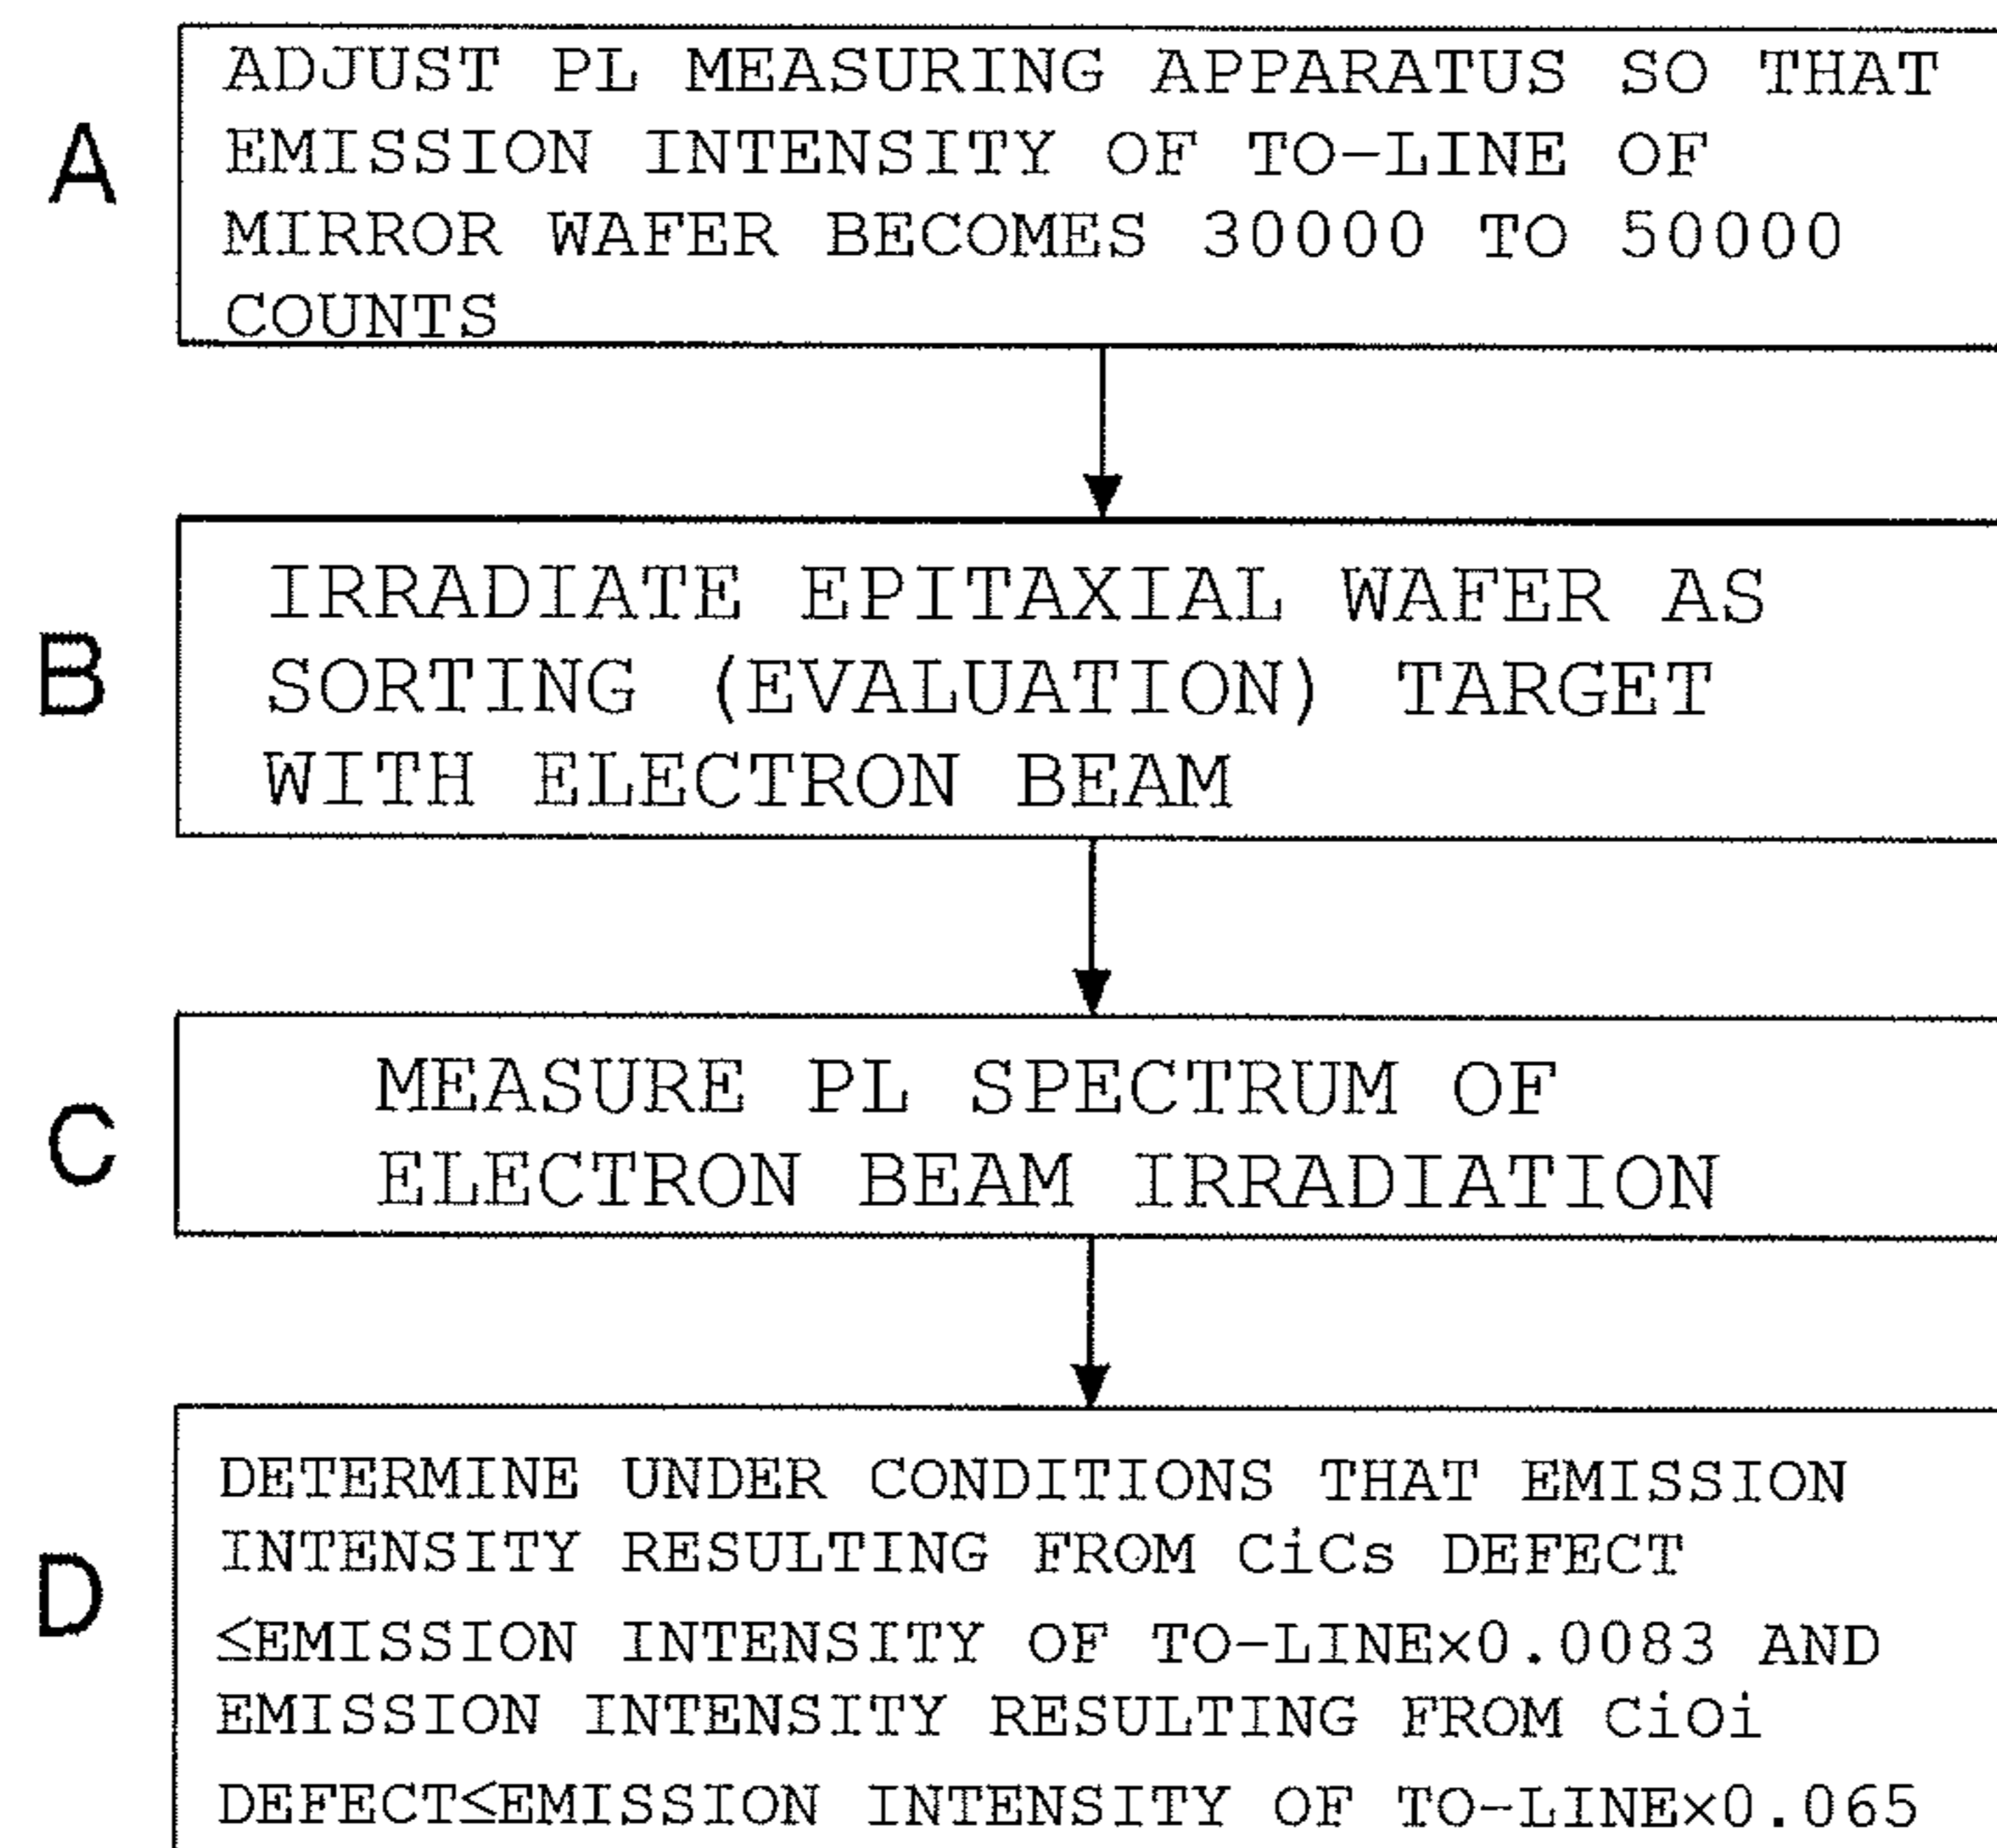 A
ADJUST PL MEASURING APPARATUS SO THAT
EMISSION INTENSITY OF TO-LINE OF
MIRROR WAFER BECOMES 30000 TO 50000
COUNTS
B
IRRADIATE EPITAXIAL WAFER AS
SORTING (EVALUATION) TARGET
WITH ELECTRON BEAM
C
MEASURE PL SPECTRUM OF
ELECTRON BEAM IRRADIATION
D
DETERMINE UNDER CONDITIONS THAT EMISSION
INTENSITY RESULTING FROM CiCs DEFECT
≤EMISSION INTENSITY OF TO-LINE×0.0083 AND
EMISSION INTENSITY RESULTING FROM CiOi
DEFECT≤EMISSION INTENSITY OF TO-LINE×0.065